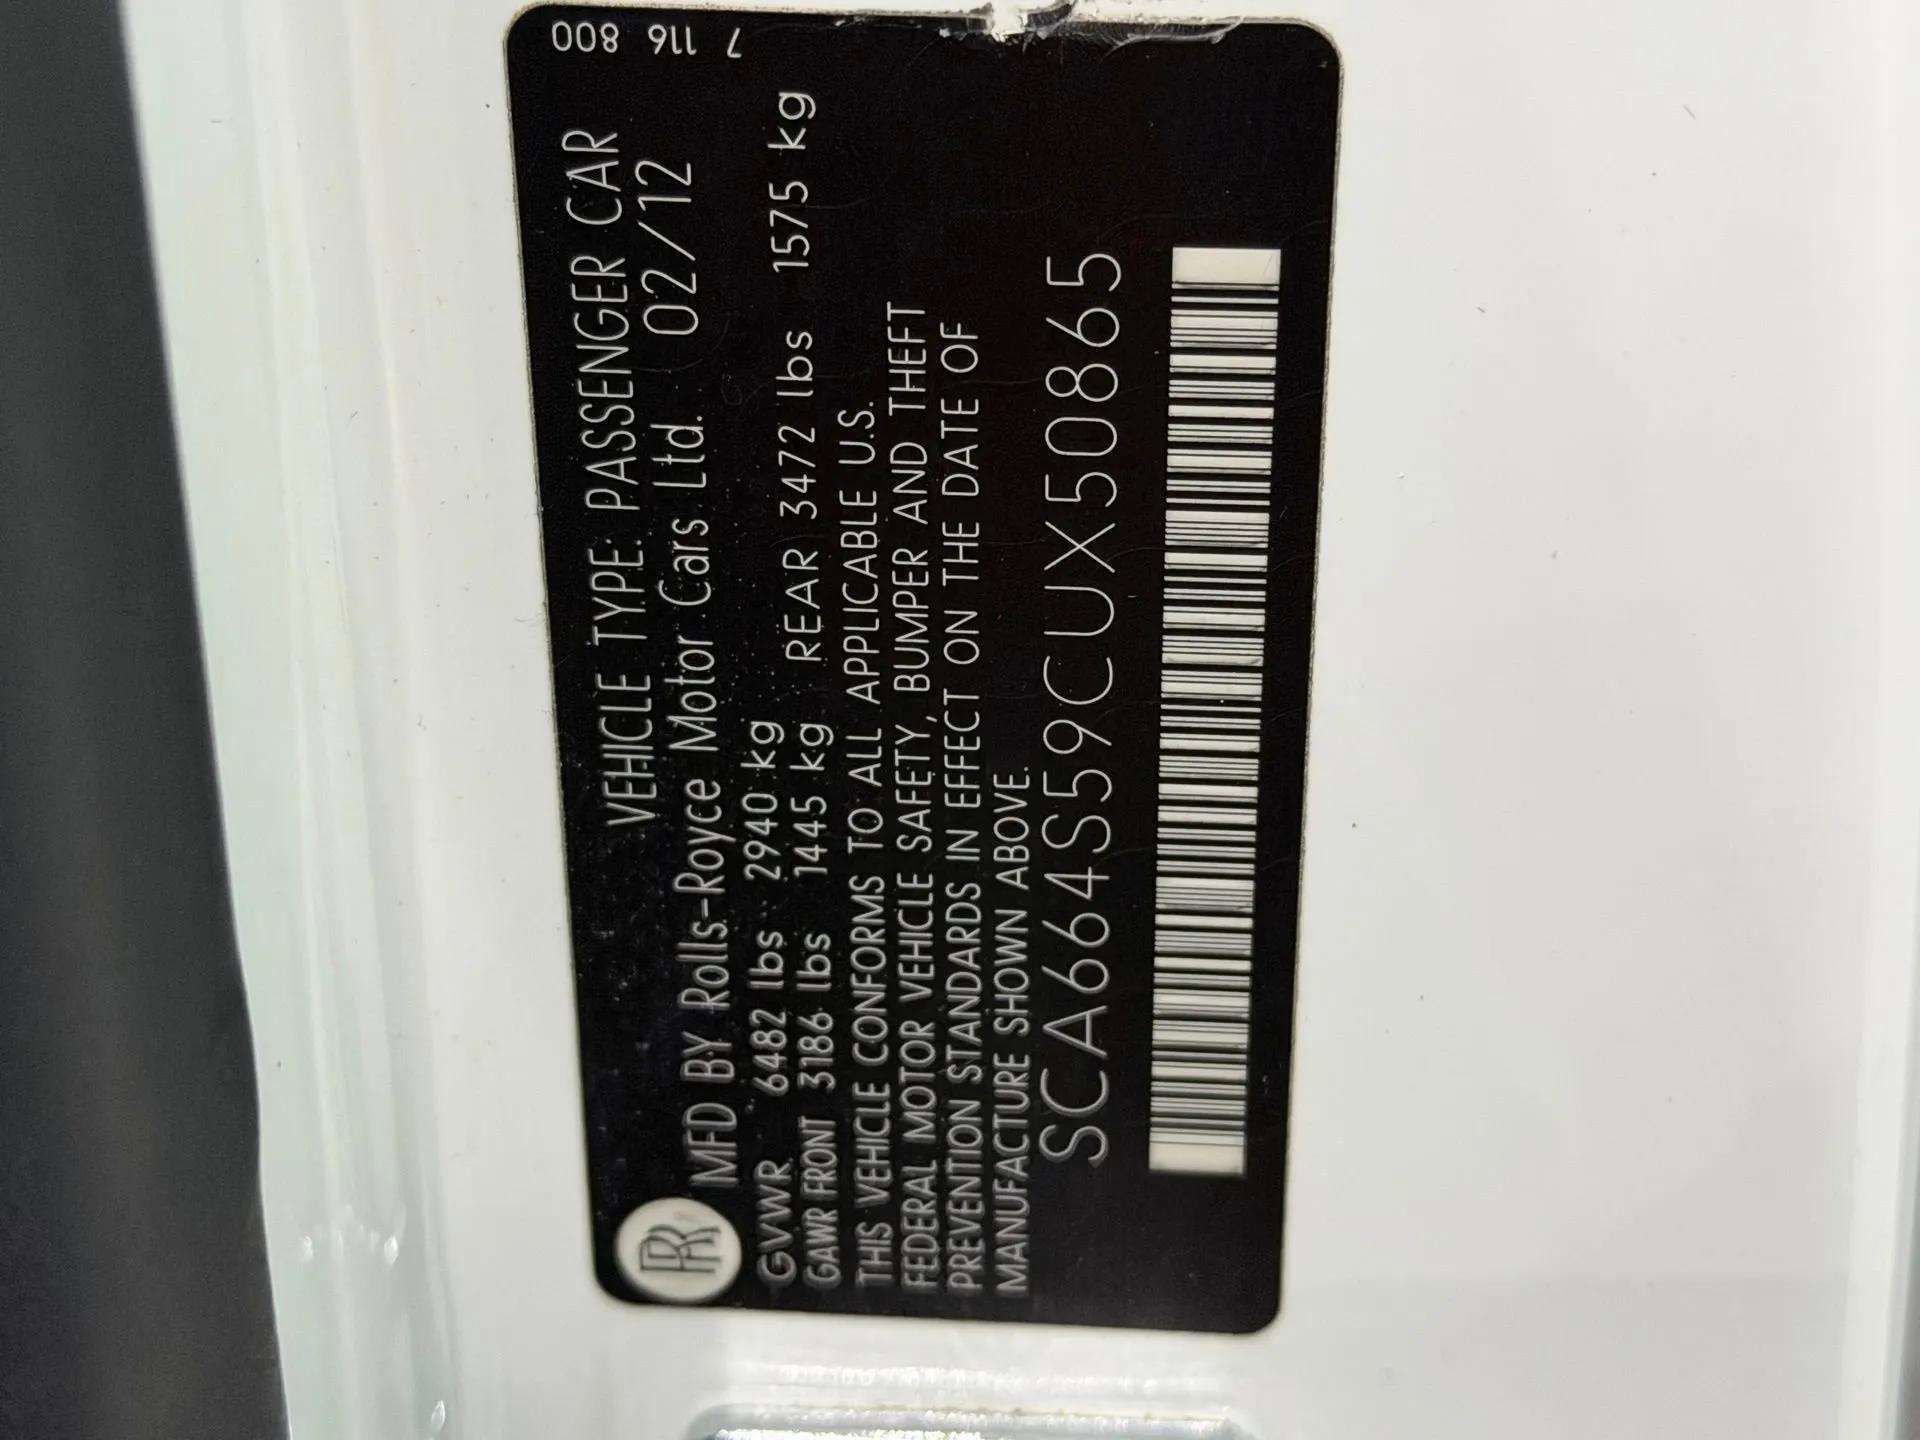 7 116 800
VEHICLE TYPE: PASSENGER CAR
MFD BY Rolls-Royce Motor Cars Ltd. 02/12
GVWR 6482 lbs 2940 kg
GAWR FRONT 3186 lbs 1445 kg REAR 3472 lbs 1575 kg
THIS VEHICLE CONFORMS TO ALL APPLICABLE U.S.
FEDERAL MOTOR VEHICLE SAFETY, BUMPER AND THEFT
PREVENTION STANDARDS IN EFFECT ON THE DATE OF
MANUFACTURE SHOWN ABOVE.
SCA664S59CUX50865
RR